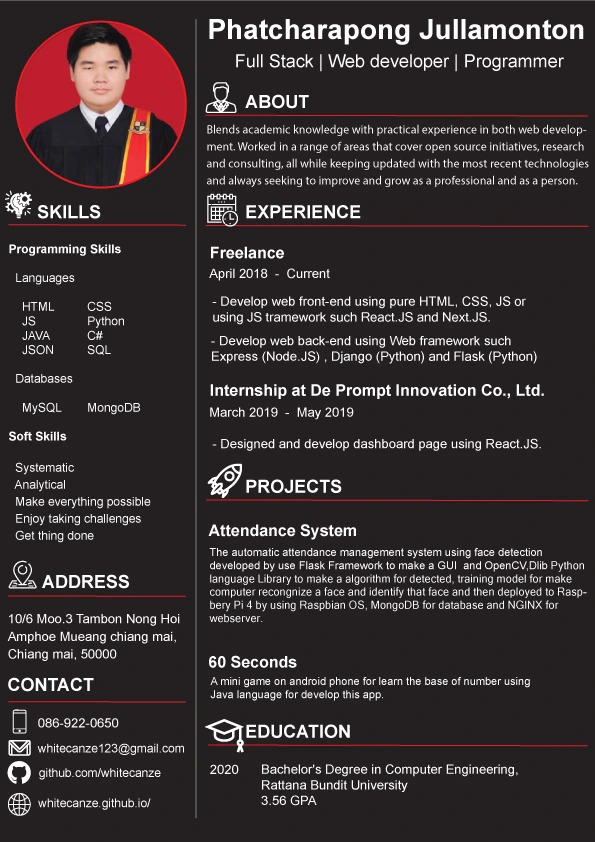 Phatcharapong Jullamonton
Full Stack | Web developer | Programmer
ABOUT
Blends academic knowledge with practical experience in both web develop-
ment. Worked in a range of areas that cover open source initiatives, research
and consulting, all while keeping updated with the most recent technologies
and always seeking to improve and grow as a professional and as a person.
SKILLS
Programming Skills
Languages
HTML CSS
JS Python
JAVA C#
JSON SQL
Databases
MySQL MongoDB
Soft Skills
Systematic
Analytical
Make everything possible
Enjoy taking challenges
Get thing done
ADDRESS
10/6 Moo.3 Tambon Nong Hoi
Amphoe Mueang chiang mai,
Chiang mai, 50000
CONTACT
086-922-0650
whitecanze123@gmail.com
github.com/whitecanze
whitecanze.github.io/
EXPERIENCE
Freelance
April 2018 - Current
- Develop web front-end using pure HTML, CSS, JS or
using JS tramework such React.JS and Next.JS.
- Develop web back-end using Web framework such
Express (Node.JS) , Django (Python) and Flask (Python)
Internship at De Prompt Innovation Co., Ltd.
March 2019 - May 2019
- Designed and develop dashboard page using React.JS.
PROJECTS
Attendance System
The automatic attendance management system using face detection
developed by use Flask Framework to make a GUI and OpenCV,Dlib Python
language Library to make a algorithm for detected, training model for make
computer recongnize a face and identify that face and then deployed to Rasp-
bery Pi 4 by using Raspbian OS, MongoDB for database and NGINX for
webserver.
60 Seconds
A mini game on android phone for learn the base of number using
Java language for develop this app.
EDUCATION
2020 Bachelor's Degree in Computer Engineering,
Rattana Bundit University
3.56 GPA